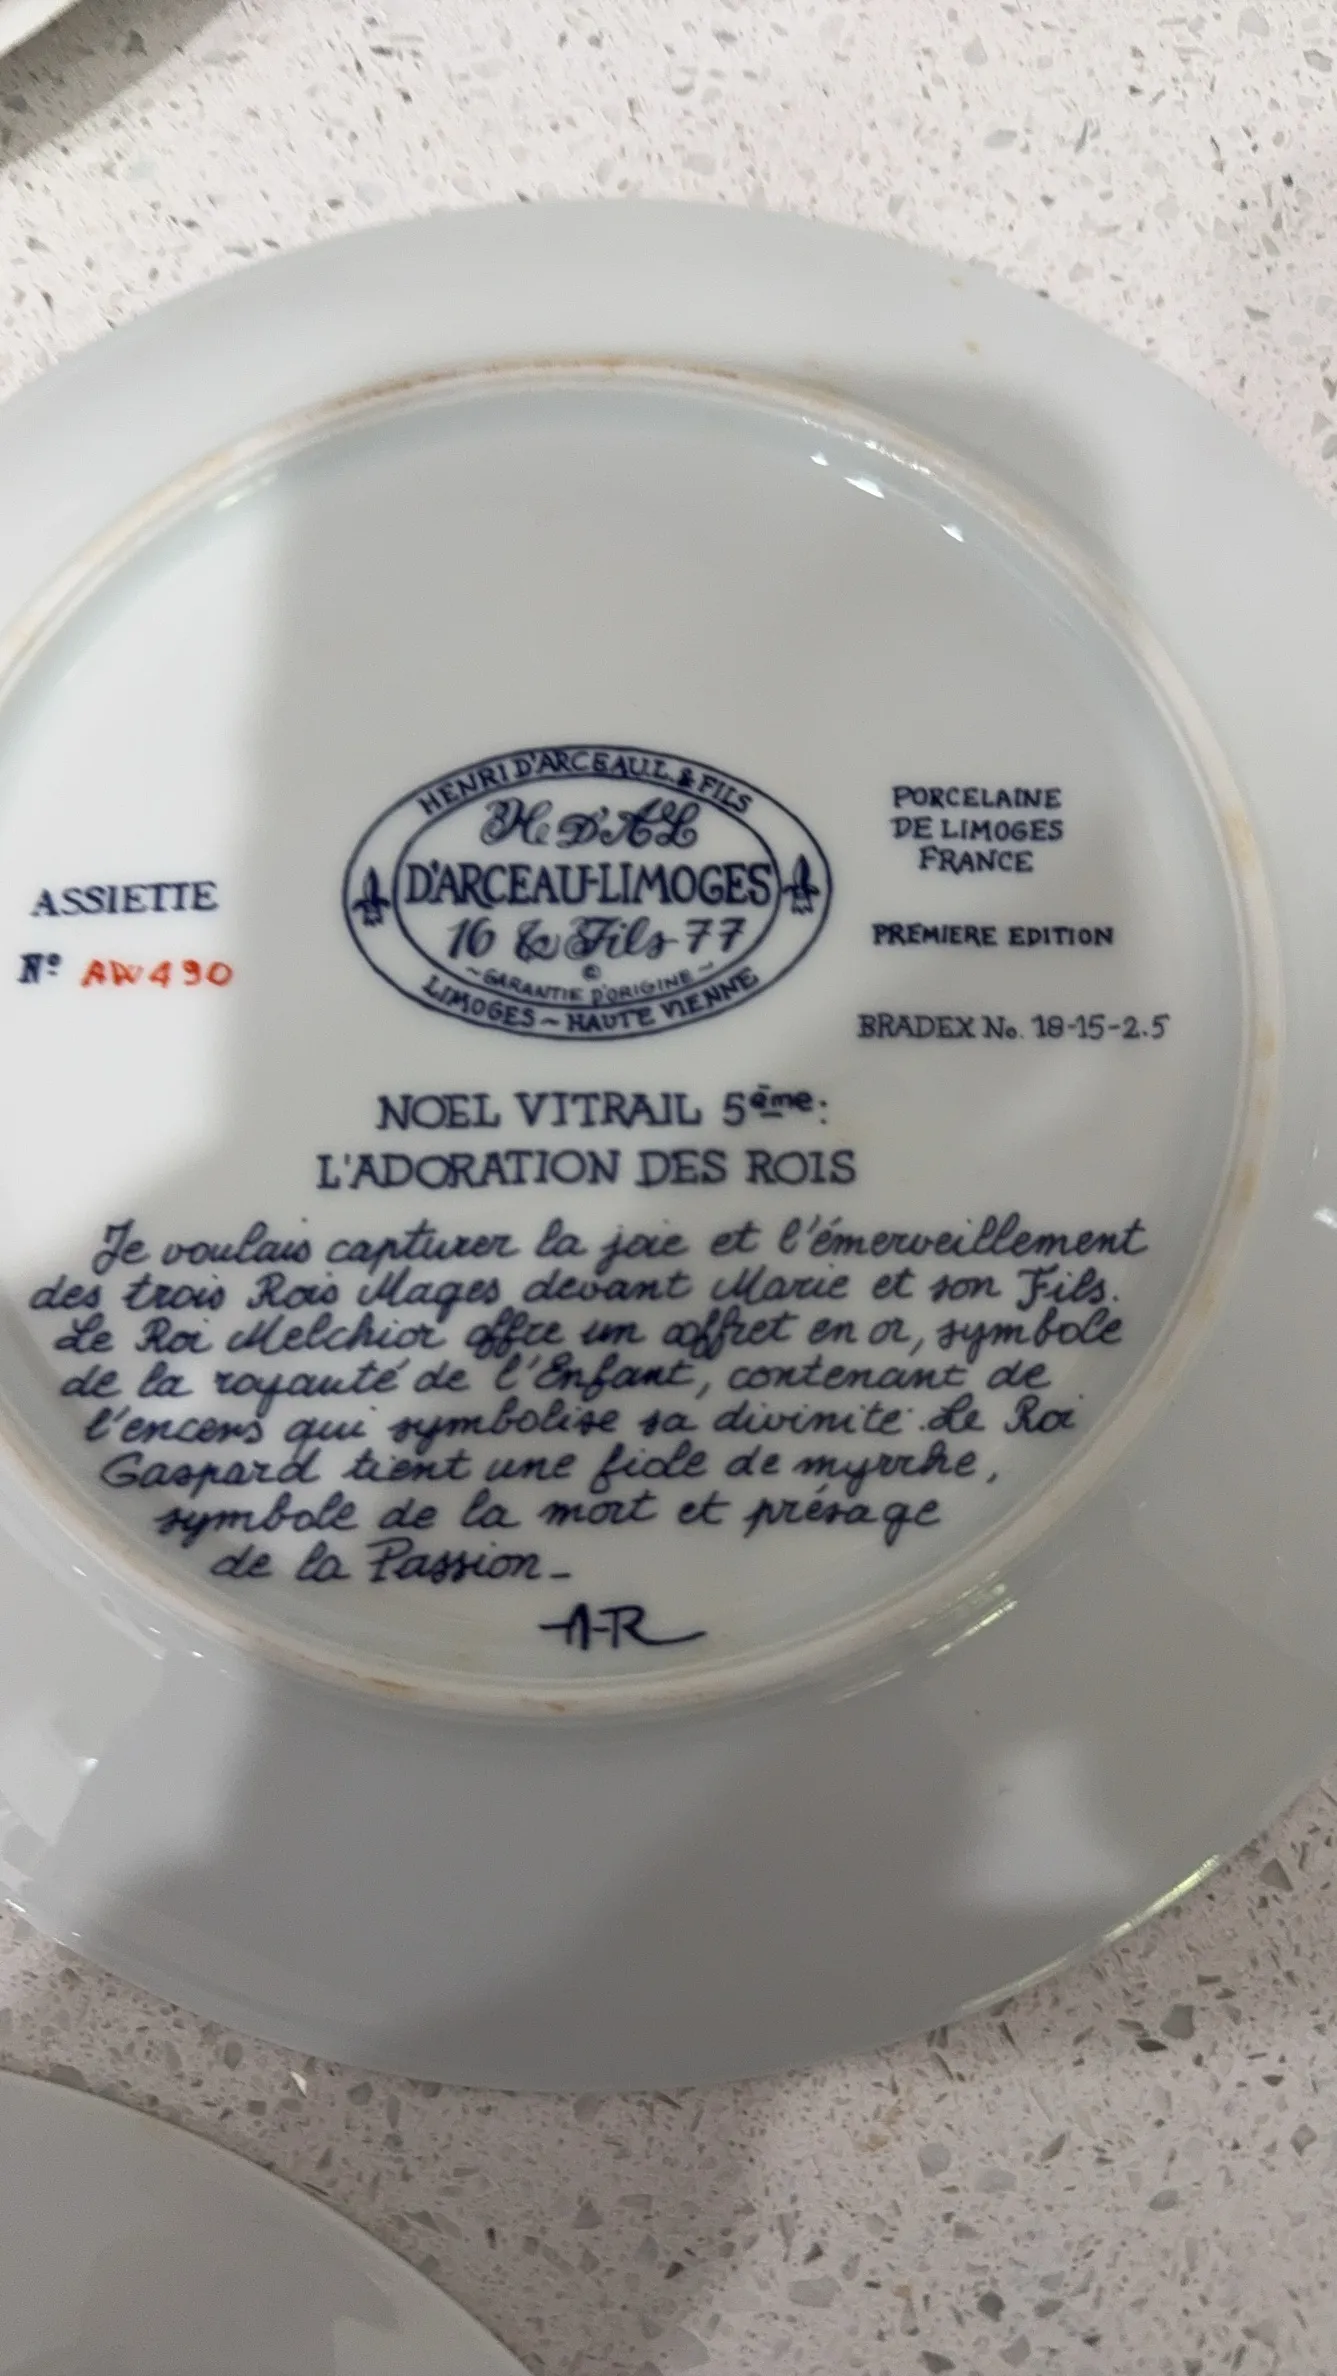 HENRI D'ARCEAU L. & FILS
H. D'A L
D'ARCEAU-LIMOGES
16 & Fils 77
~ GARANTIE D'ORIGINE ~
©
LIMOGES ~ HAUTE VIENNE
ASSIETTE
Nº AW490
PORCELAINE
DE LIMOGES
FRANCE
PREMIERE EDITION
BRADEX No. 18-15-2.5
NOEL VITRAIL 5ème:
L'ADORATION DES ROIS
Je voulais capturer la joie et l'émerveillement
des trois Rois Mages devant Marie et son Fils.
Le Roi Melchior offre un coffret en or, symbole
de la royauté de l'Enfant, contenant de
l'encens qui symbolise sa divinité. Le Roi
Gaspard tient une fiole de myrrhe,
symbole de la mort et présage
de la Passion_
A-R